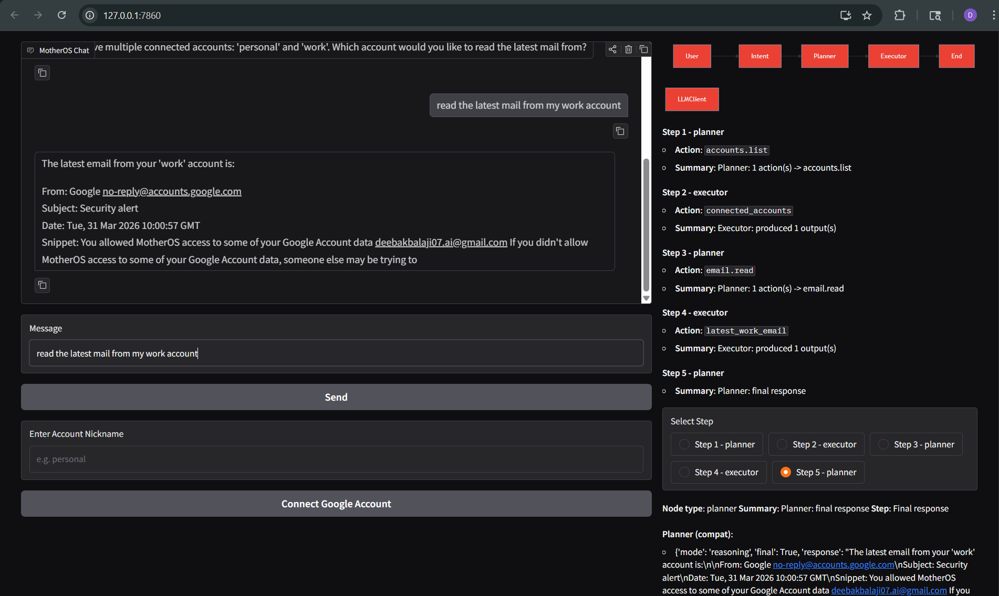 127.0.0.1:7860
D
MotherOS Chat
ve multiple connected accounts: 'personal' and 'work'. Which account would you like to read the latest mail from?
read the latest mail from my work account
The latest email from your 'work' account is:
From: Google no-reply@accounts.google.com
Subject: Security alert
Date: Tue, 31 Mar 2026 10:00:57 GMT
Snippet: You allowed MotherOS access to some of your Google Account data deebakbalaji07.ai@gmail.com If you didn't allow
MotherOS access to some of your Google Account data, someone else may be trying to
Message
read the latest mail from my work account
Send
Enter Account Nickname
e.g. personal
Connect Google Account
User
Intent
Planner
Executor
End
LLMClient
Step 1 - planner
Action: accounts.list
Summary: Planner: 1 action(s) -> accounts.list
Step 2 - executor
Action: connected_accounts
Summary: Executor: produced 1 output(s)
Step 3 - planner
Action: email.read
Summary: Planner: 1 action(s) -> email.read
Step 4 - executor
Action: latest_work_email
Summary: Executor: produced 1 output(s)
Step 5 - planner
Summary: Planner: final response
Select Step
Step 1 - planner
Step 2 - executor
Step 3 - planner
Step 4 - executor
Step 5 - planner
Node type: planner Summary: Planner: final response Step: Final response
Planner (compat):
{'mode': 'reasoning', 'final': True, 'response': "The latest email from your 'work'
account is:\n\nFrom: Google no-reply@accounts.google.com\nSubject: Security
alert\nDate: Tue, 31 Mar 2026 10:00:57 GMT\nSnippet: You allowed MotherOS
access to some of your Google Account data deebakbalaji07.ai@gmail.com If you